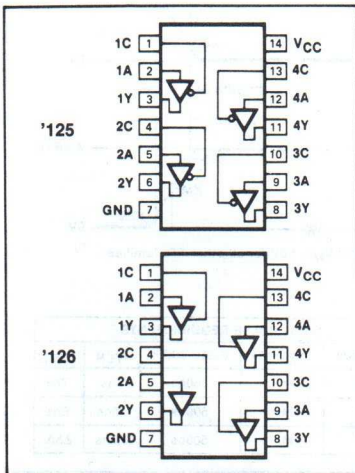 1C 1 14 VCC
1A 2 13 4C
1Y 3 12 4A
2C 4 11 4Y
'125
2A 5 10 3C
2Y 6 9 3A
GND 7 8 3Y
1C 1 14 VCC
1A 2 13 4C
1Y 3 12 4A
'126
2C 4 11 4Y
2A 5 10 3C
2Y 6 9 3A
GND 7 8 3Y